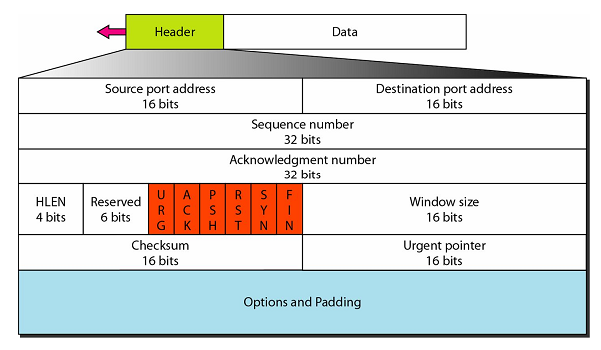 Header
Data
Source port address
16 bits
Destination port address
16 bits
Sequence number
32 bits
Acknowledgment number
32 bits
HLEN
4 bits
Reserved
6 bits
URG
ACK
PSH
RST
SYN
FIN
Window size
16 bits
Checksum
16 bits
Urgent pointer
16 bits
Options and Padding